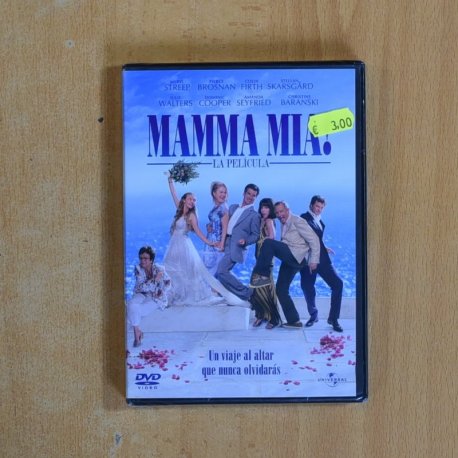 MERYL PIERCE COLIN STELLAN
STREEP BROSNAN FIRTH SKARSGARD
JULIE DOMINIC AMANDA CHRISTINE
WALTERS COOPER SEYFRIED BARANSKI
MAMMA MIA!
€ 3,00
LA PELÍCULA
Un viaje al altar
que nunca olvidarás
DVD
VIDEO
UNIVERSAL